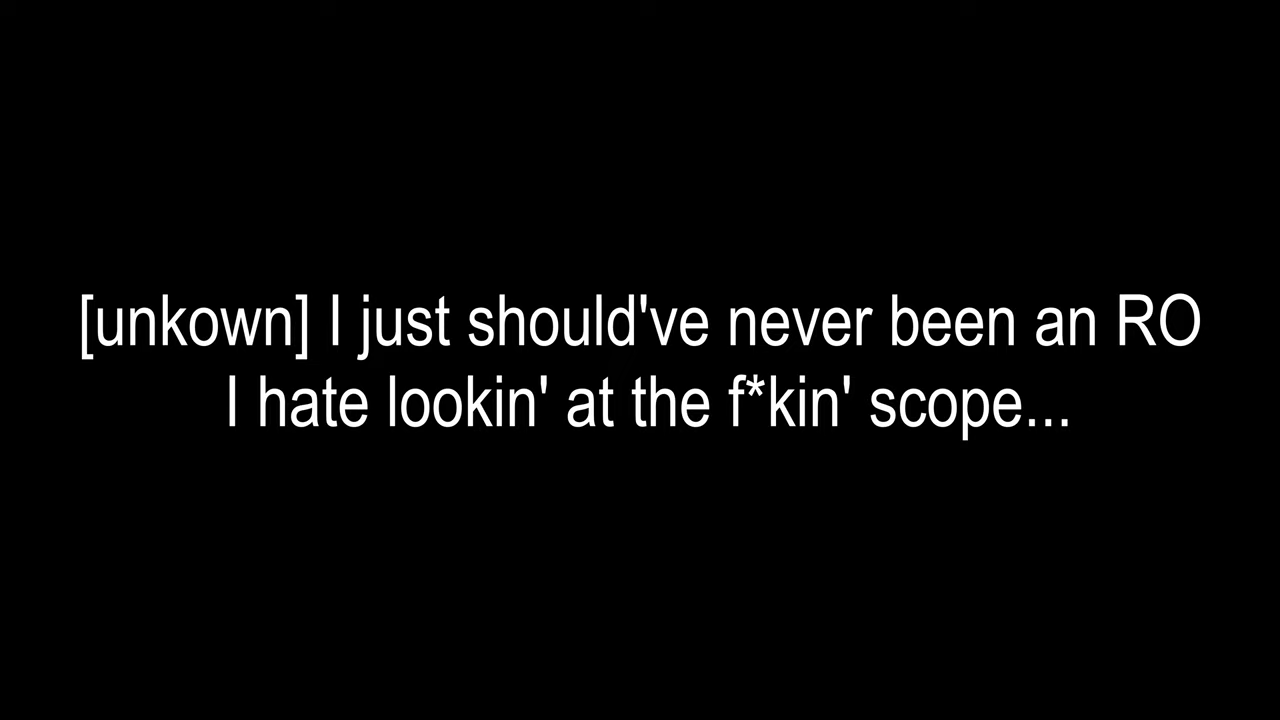 [unkown] I just should've never been an RO
I hate lookin' at the f*kin' scope...